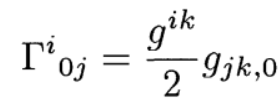 Γ^i_{0j} = \frac{g^{ik}}{2} g_{jk,0}